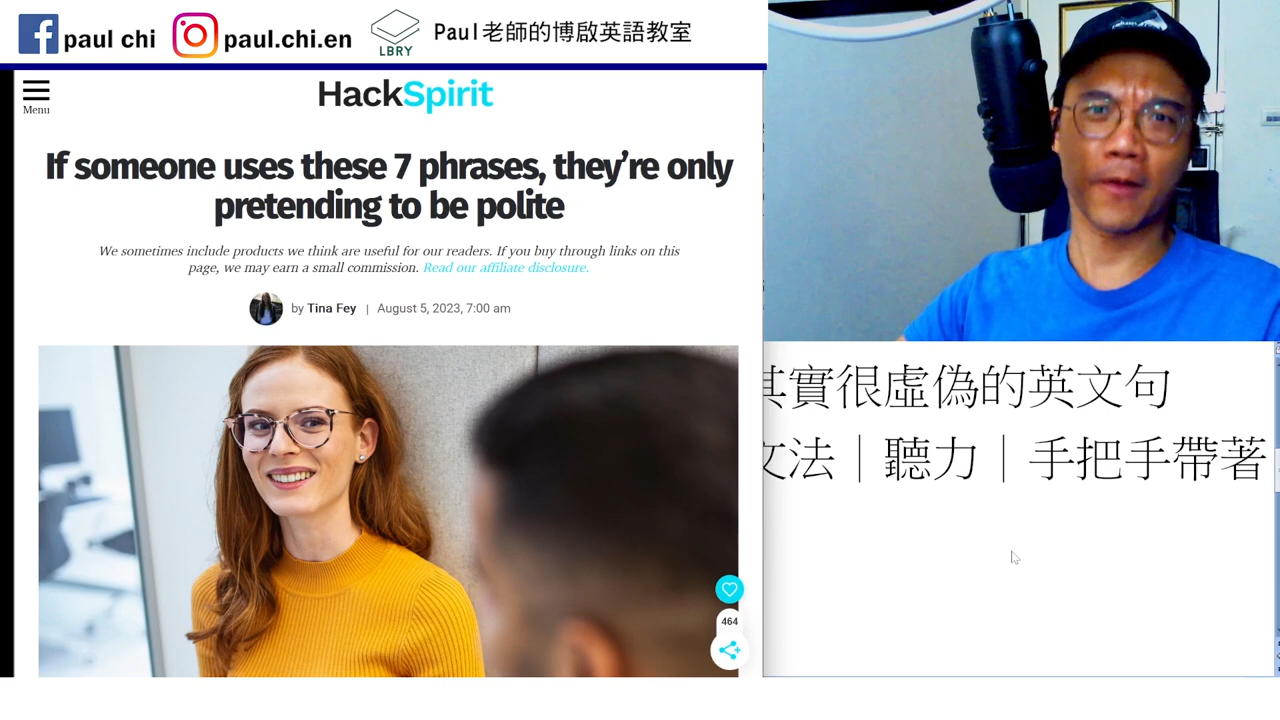 paul chi
paul.chi.en
LBRY
Paul老師的博啟英語教室
Menu
HackSpirit
If someone uses these 7 phrases, they're only
pretending to be polite
We sometimes include products we think are useful for our readers. If you buy through links on this
page, we may earn a small commission. Read our affiliate disclosure.
by Tina Fey | August 5, 2023, 7:00 am
464
其實很虛偽的英文句
文法｜聽力｜手把手帶著